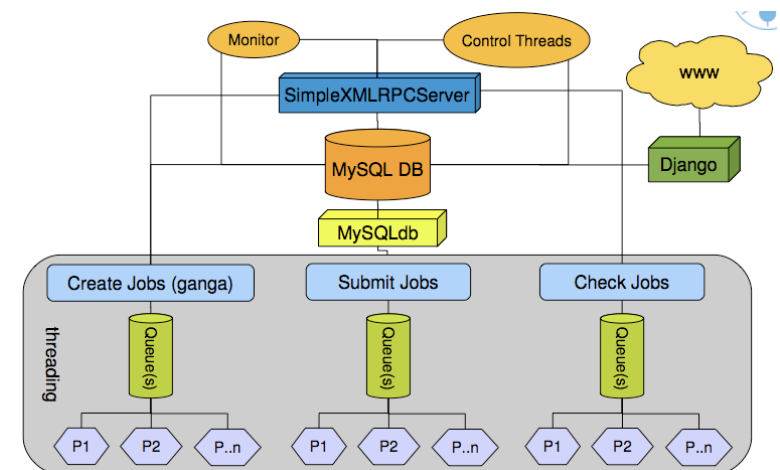 Monitor
Control Threads
www
SimpleXMLRPCServer
MySQL DB
Django
MySQLdb
Create Jobs (ganga)
Submit Jobs
Check Jobs
threading
Queue(s)
Queue(s)
Queue(s)
P1
P2
P..n
P1
P2
P..n
P1
P2
P..n